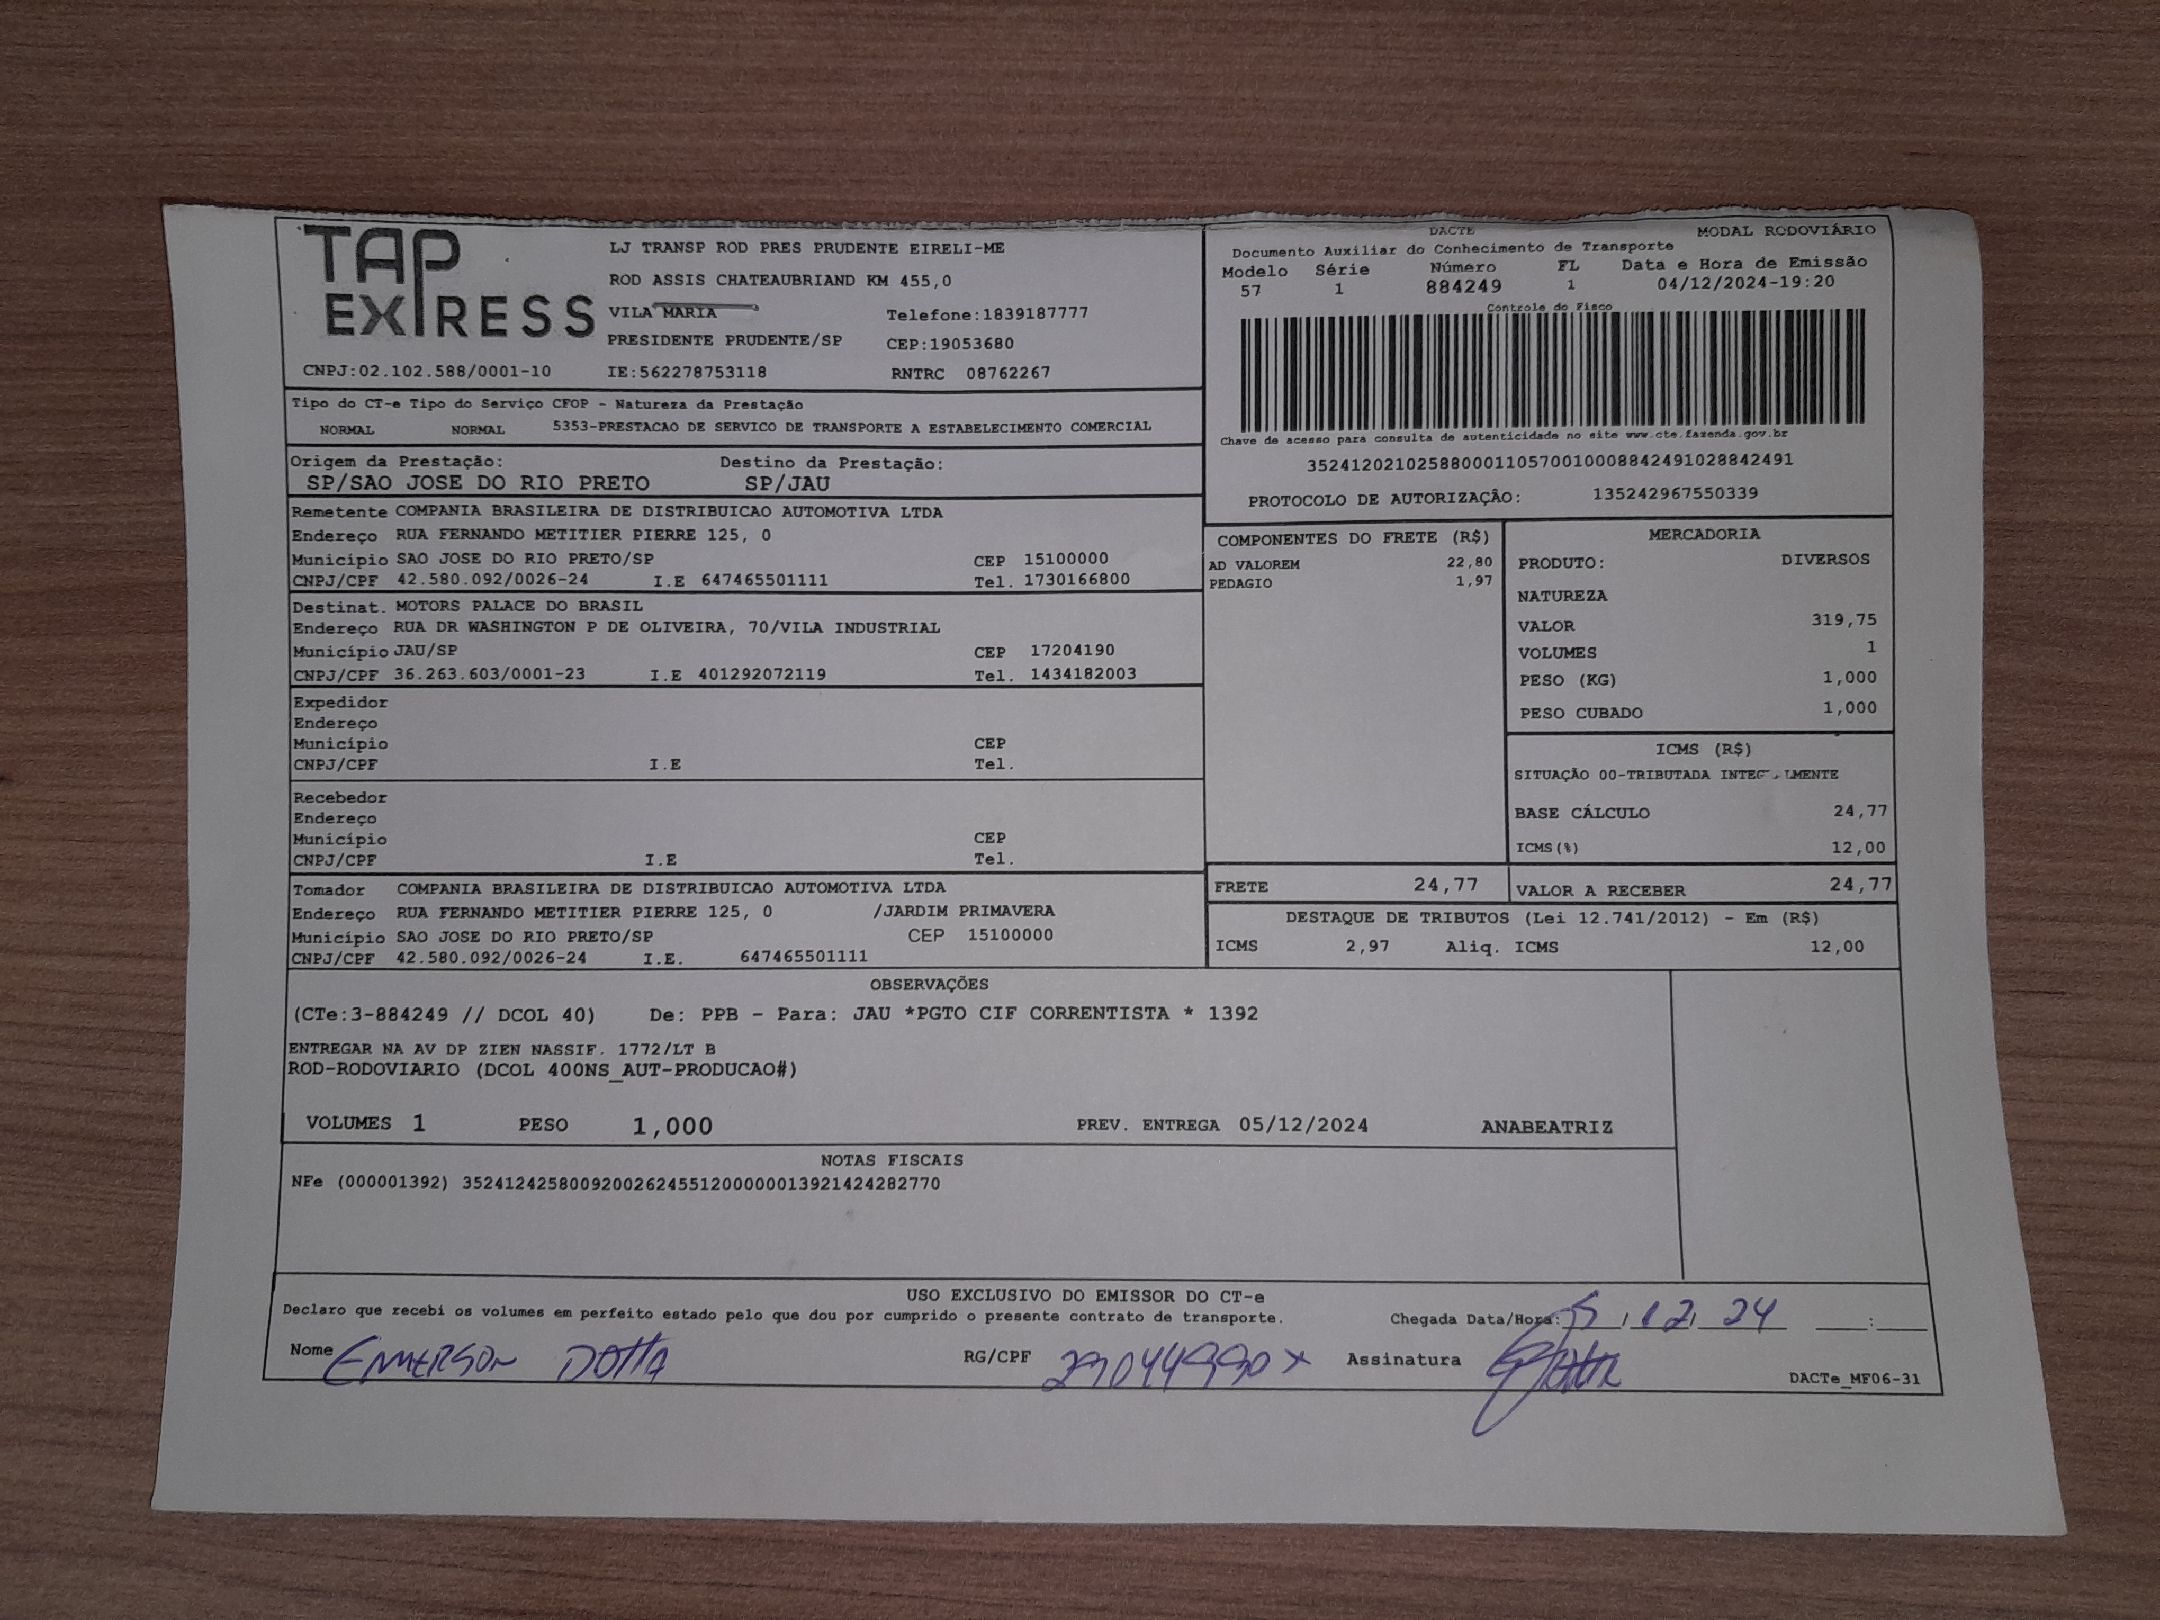 TAP
EXPRESS
LJ TRANSP ROD PRES PRUDENTE EIRELI-ME
ROD ASSIS CHATEAUBRIAND KM 455,0
VILA MARIA Telefone:1839187777
PRESIDENTE PRUDENTE/SP CEP:19053680
CNPJ:02.102.588/0001-10 IE:562278753118 RNTRC 08762267
DACTE MODAL RODOVIÁRIO
Documento Auxiliar do Conhecimento de Transporte
Modelo Série Número FL Data e Hora de Emissão
57 1 884249 1 04/12/2024-19:20
Controle do Fisco
Chave de acesso para consulta de autenticidade no site www.cte.fazenda.gov.br
35241202102588000110570010008842491028842491
PROTOCOLO DE AUTORIZAÇÃO: 135242967550339
Tipo do CT-e Tipo do Serviço CFOP - Natureza da Prestação
NORMAL NORMAL 5353-PRESTACAO DE SERVICO DE TRANSPORTE A ESTABELECIMENTO COMERCIAL
Origem da Prestação: Destino da Prestação:
SP/SAO JOSE DO RIO PRETO SP/JAU
Remetente COMPANIA BRASILEIRA DE DISTRIBUICAO AUTOMOTIVA LTDA
Endereço RUA FERNANDO METITIER PIERRE 125, 0
Município SAO JOSE DO RIO PRETO/SP CEP 15100000
CNPJ/CPF 42.580.092/0026-24 I.E 647465501111 Tel. 1730166800
Destinat. MOTORS PALACE DO BRASIL
Endereço RUA DR WASHINGTON P DE OLIVEIRA, 70/VILA INDUSTRIAL
Município JAU/SP CEP 17204190
CNPJ/CPF 36.263.603/0001-23 I.E 401292072119 Tel. 1434182003
Expedidor
Endereço
Município CEP
CNPJ/CPF I.E Tel.
Recebedor
Endereço
Município CEP
CNPJ/CPF I.E Tel.
Tomador COMPANIA BRASILEIRA DE DISTRIBUICAO AUTOMOTIVA LTDA
Endereço RUA FERNANDO METITIER PIERRE 125, 0 /JARDIM PRIMAVERA
Município SAO JOSE DO RIO PRETO/SP CEP 15100000
CNPJ/CPF 42.580.092/0026-24 I.E. 647465501111
COMPONENTES DO FRETE (R$)
AD VALOREM 22,80
PEDAGIO 1,97
MERCADORIA
PRODUTO: DIVERSOS
NATUREZA
VALOR 319,75
VOLUMES 1
PESO (KG) 1,000
PESO CUBADO 1,000
ICMS (R$)
SITUAÇÃO 00-TRIBUTADA
BASE CÁLCULO 24,77
ICMS(%) 12,00
FRETE 24,77 VALOR A RECEBER 24,77
DESTAQUE DE TRIBUTOS (Lei 12.741/2012) - Em (R$)
ICMS 2,97 Aliq. ICMS 12,00
OBSERVAÇÕES
(CTe:3-884249 // DCOL 40) De: PPB - Para: JAU *PGTO CIF CORRENTISTA * 1392
ENTREGAR NA AV DP ZIEN NASSIF. 1772/LT B
ROD-RODOVIARIO (DCOL 400NS_AUT-PRODUCAO#)
VOLUMES 1 PESO 1,000 PREV. ENTREGA 05/12/2024 ANABEATRIZ
NOTAS FISCAIS
NFe (000001392) 35241242580092002624551200000013921424282770
USO EXCLUSIVO DO EMISSOR DO CT-e
Declaro que recebi os volumes em perfeito estado pelo que dou por cumprido o presente contrato de transporte. Chegada Data/Hora: 5/12/24 :
Nome EMERSON DOTTA RG/CPF 29044990X Assinatura
DACTe_MF06-31